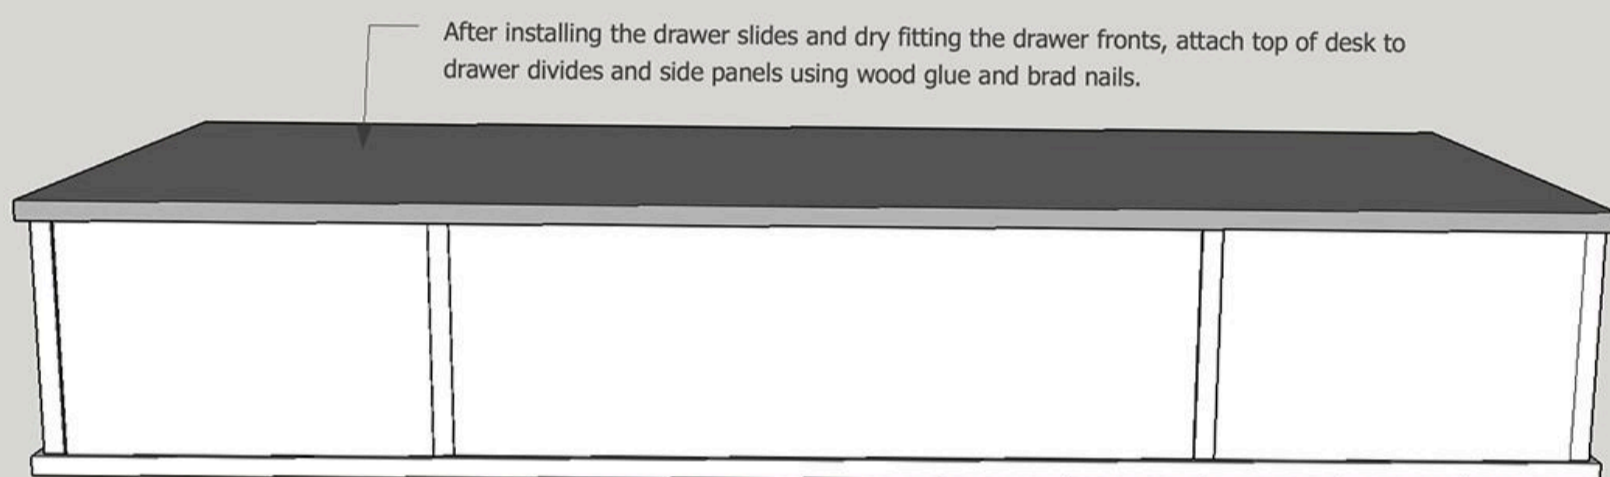 After installing the drawer slides and dry fitting the drawer fronts, attach top of desk to
drawer divides and side panels using wood glue and brad nails.